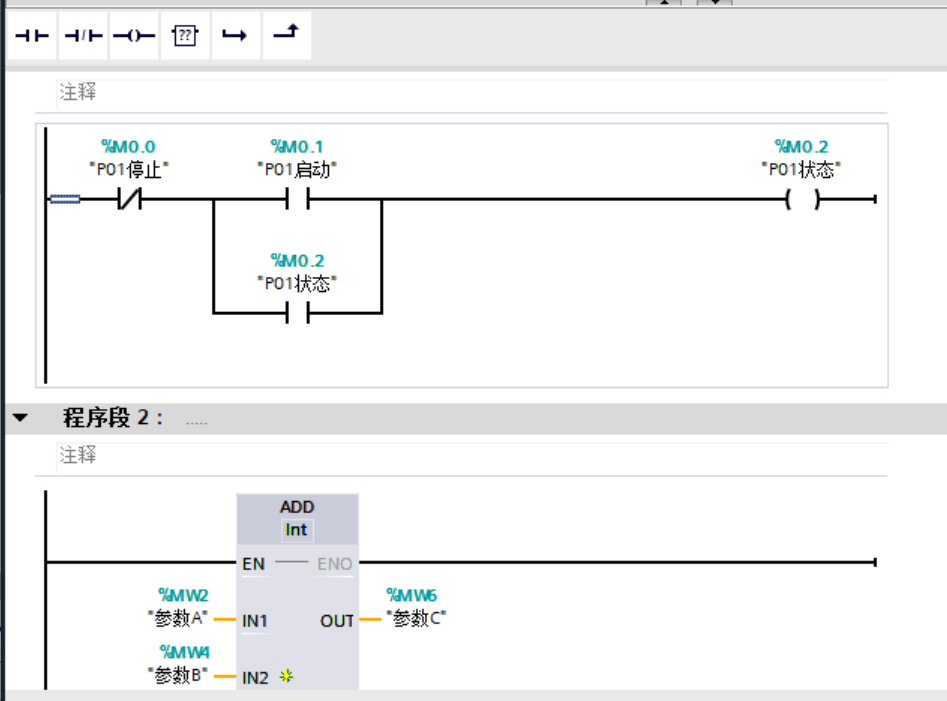 ??
注释
%M0.0 %M0.1 %M0.2
"P01停止" "P01启动" "P01状态"
%M0.2
"P01状态"
程序段 2： .....
注释
ADD
Int
EN ENO
%MW2 %MW6
"参数A" IN1 OUT "参数C"
%MW4
"参数B" IN2